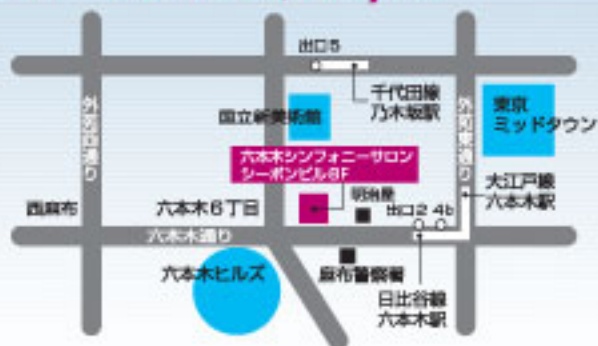 出口5
千代田線
乃木坂駅
外苑西通り
国立新美術館
外苑東通り
東京
ミッドタウン
六本木シンフォニーサロン
シーボンビル8F
明治屋
大江戸線
六本木駅
西麻布
六本木6丁目
出口2 4b
六本木通り
六本木ヒルズ
麻布警察署
日比谷線
六本木駅